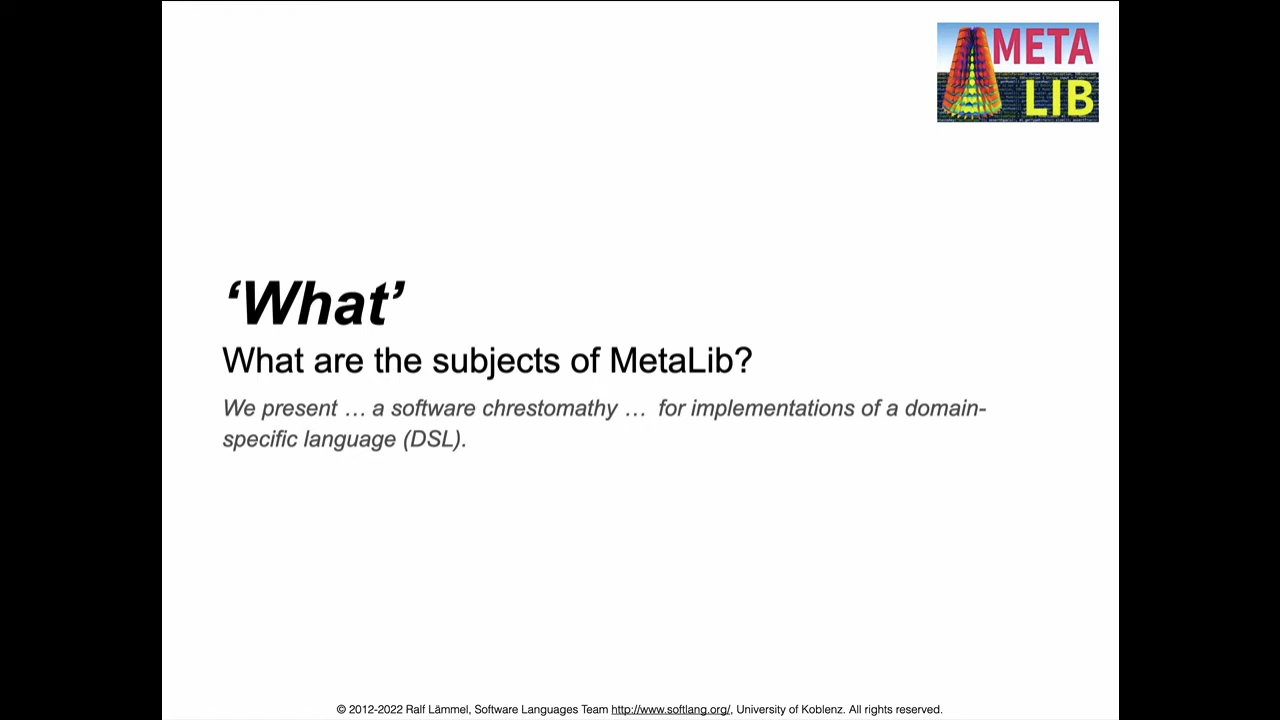 META
LIB
‘What’
What are the subjects of MetaLib?
We present … a software chrestomathy … for implementations of a domain-
specific language (DSL).
© 2012-2022 Ralf Lämmel, Software Languages Team http://www.softlang.org/, University of Koblenz. All rights reserved.